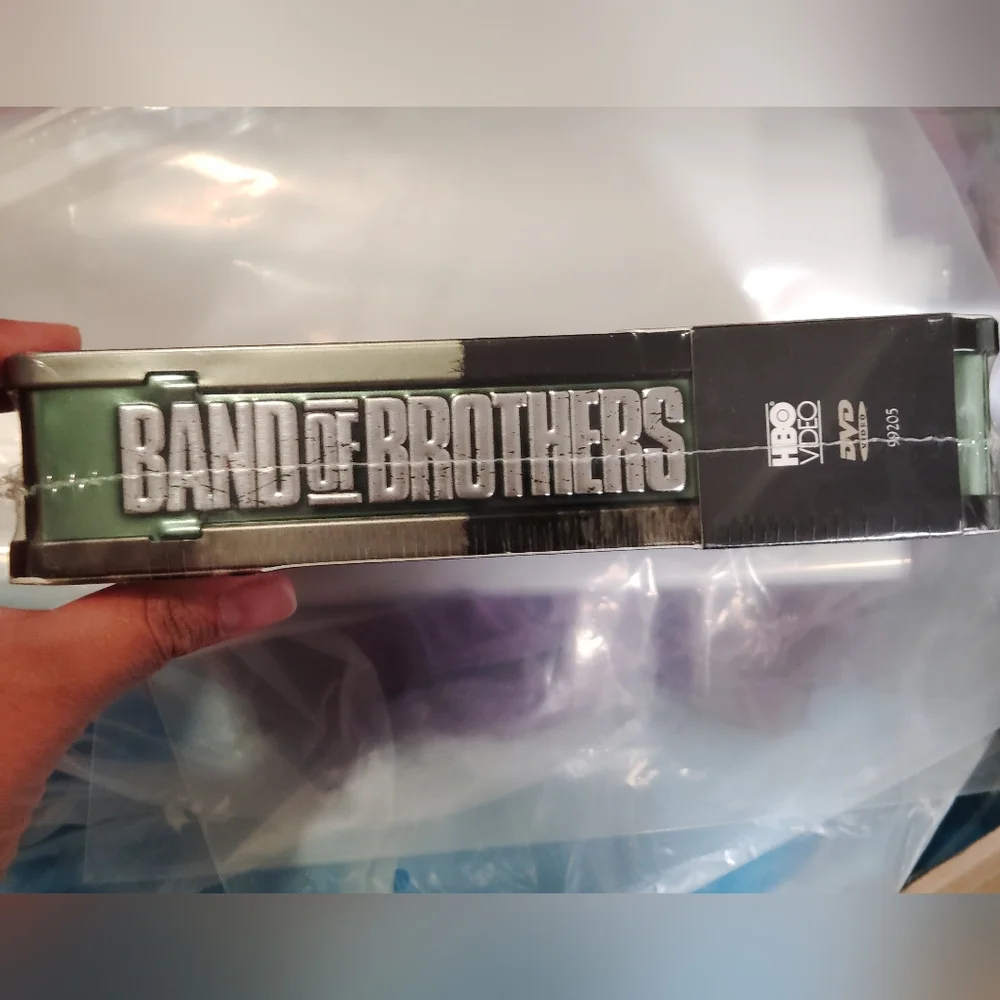 BAND OF BROTHERS
HBO
VIDEO
DVD
VIDEO
99205